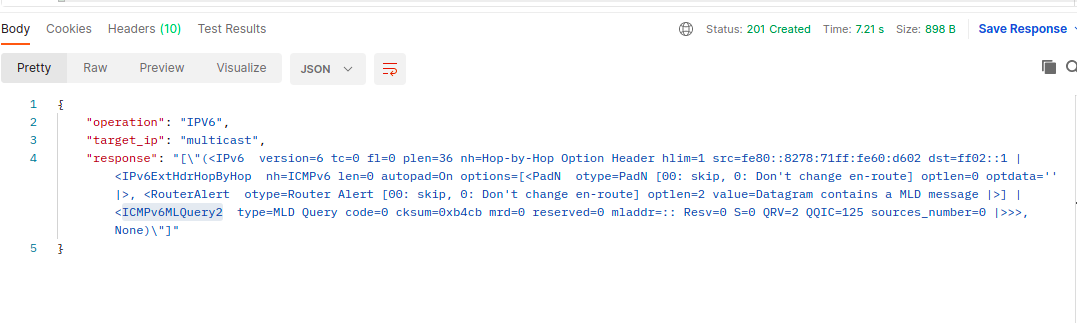 Body Cookies Headers (10) Test Results Status: 201 Created Time: 7.21 s Size: 898 B Save Response
Pretty Raw Preview Visualize JSON
1 {
2 "operation": "IPV6",
3 "target_ip": "multicast",
4 "response": "[\"(<IPv6  version=6 tc=0 fl=0 plen=36 nh=Hop-by-Hop Option Header hlim=1 src=fe80::8278:71ff:fe60:d602 dst=ff02::1 |
<IPv6ExtHdrHopByHop  nh=ICMPv6 len=0 autopad=On options=[<PadN  otype=PadN [00: skip, 0: Don't change en-route] optlen=0 optdata=''
|>, <RouterAlert  otype=Router Alert [00: skip, 0: Don't change en-route] optlen=2 value=Datagram contains a MLD message |>] |
<ICMPv6MLQuery2  type=MLD Query code=0 cksum=0xb4cb mrd=0 reserved=0 mladdr=:: Resv=0 S=0 QRV=2 QQIC=125 sources_number=0 |>>>,
None)\"]"
5 }